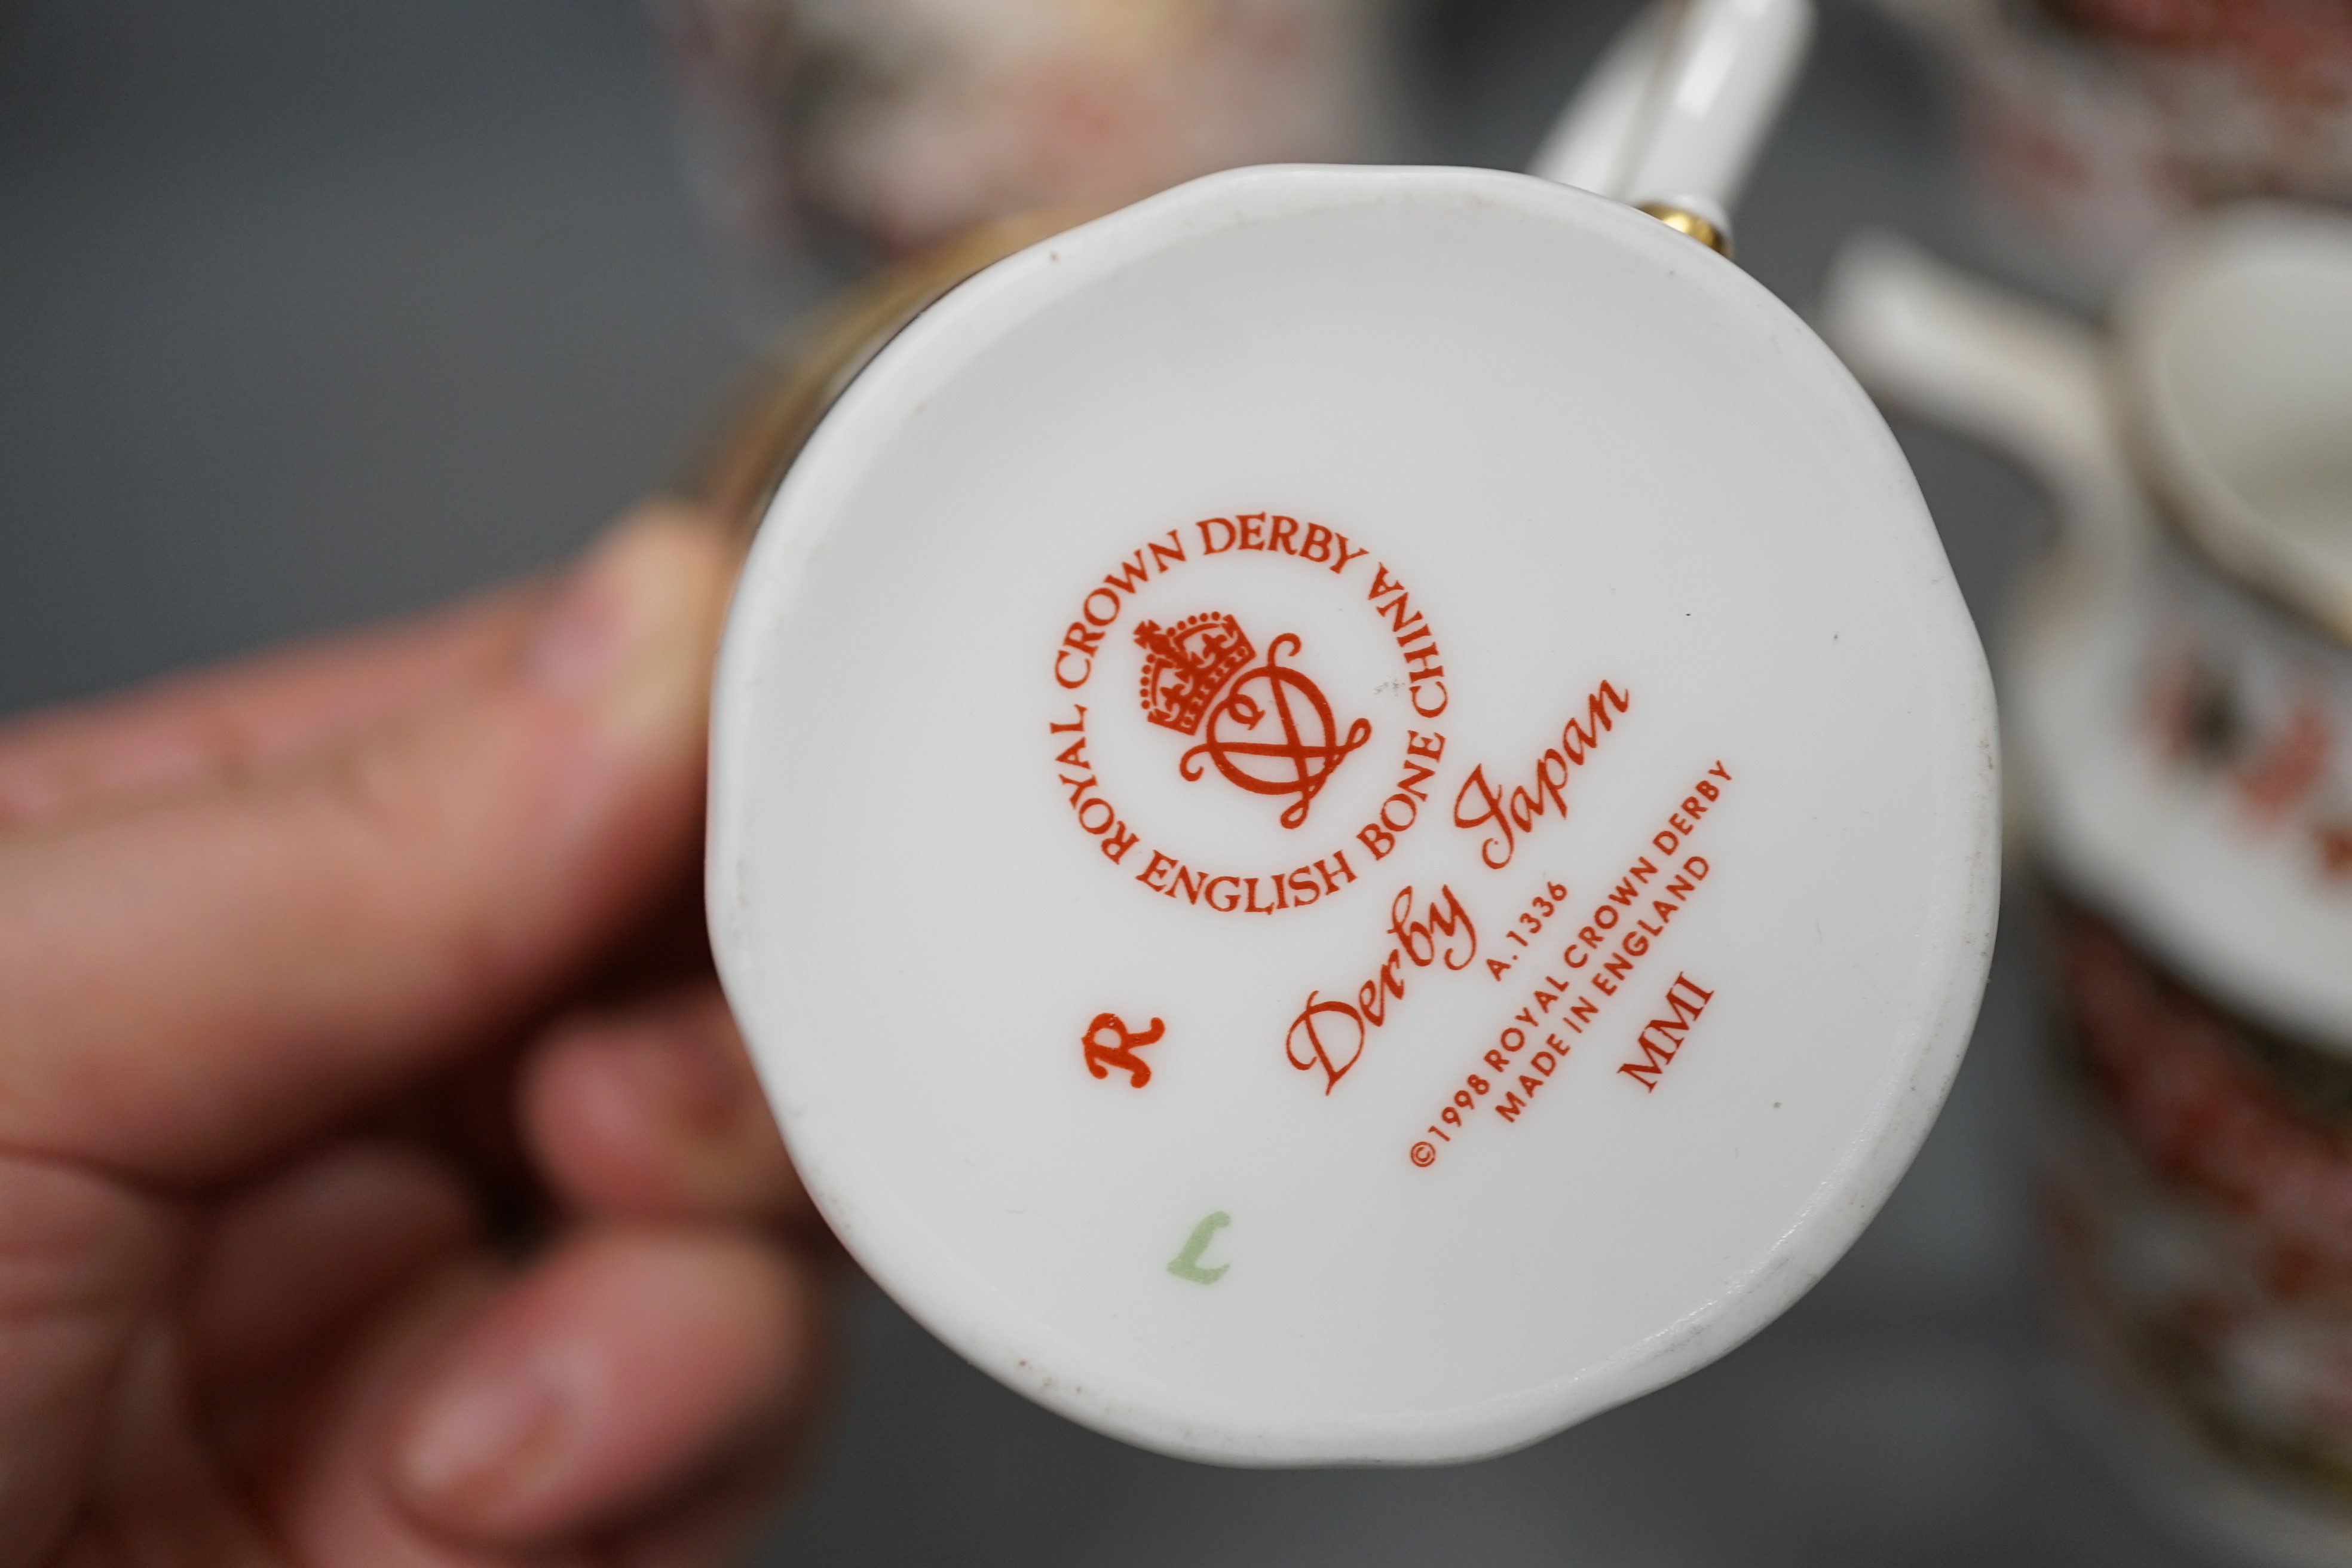 ROYAL CROWN DERBY
ENGLISH BONE CHINA
Derby Japan
A.1336
©1998 ROYAL CROWN DERBY
MADE IN ENGLAND
MMI
R
L